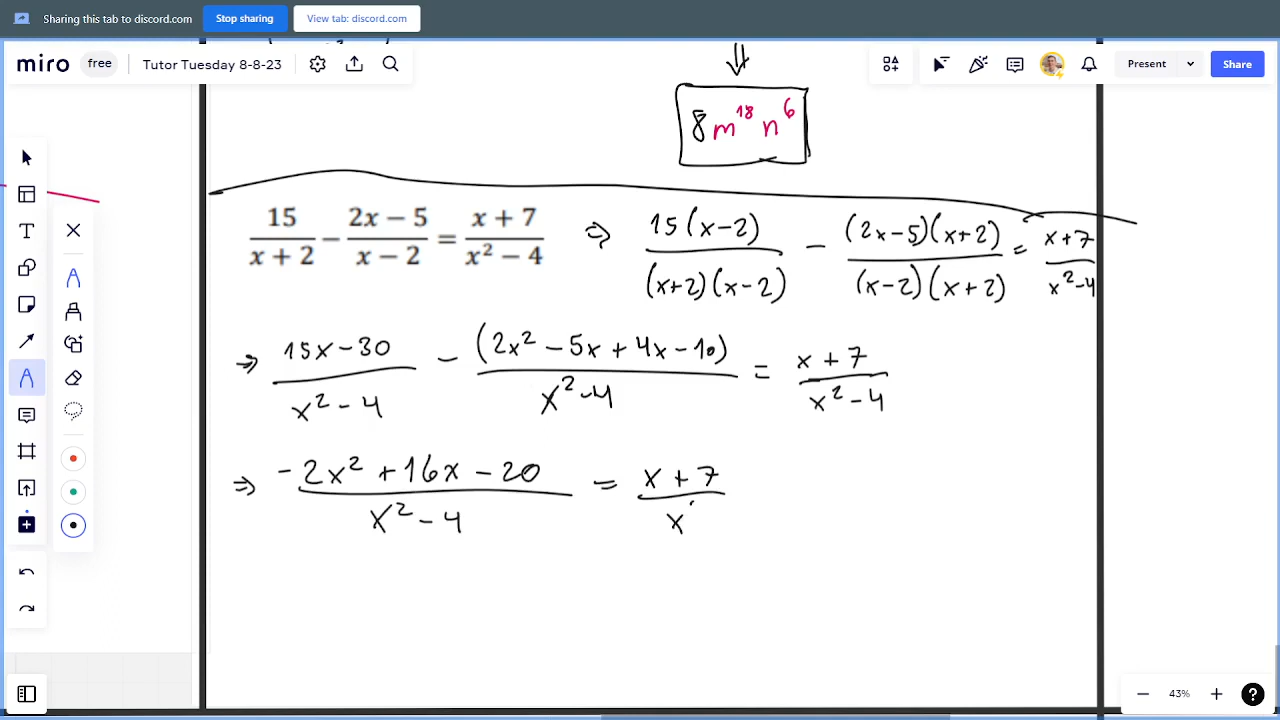 Sharing this tab to discord.com Stop sharing View tab: discord.com
miro free Tutor Tuesday 8-8-23 Present Share
8m^18 n^6
15/(x + 2) − (2x − 5)/(x − 2) = (x + 7)/(x² − 4) ⇒ 15(x−2)/((x+2)(x−2)) − (2x−5)(x+2)/((x−2)(x+2)) = (x+7)/(x²−4)
⇒ (15x−30)/(x²−4) − (2x²−5x+4x−10)/(x²−4) = (x+7)/(x²−4)
⇒ (−2x²+16x−20)/(x²−4) = (x+7)/x
43%